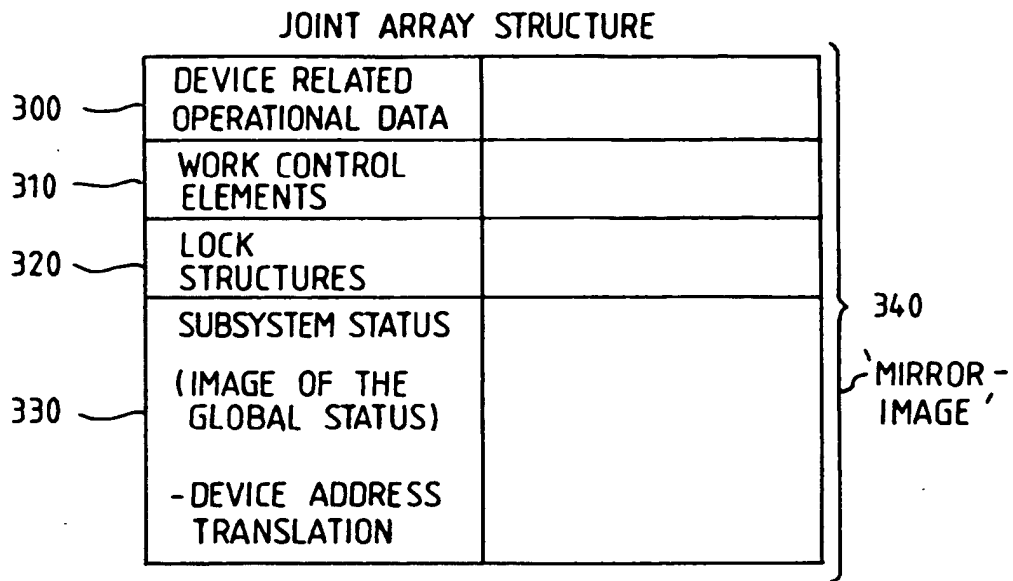 JOINT ARRAY STRUCTURE
300
DEVICE RELATED
OPERATIONAL DATA
310
WORK CONTROL
ELEMENTS
320
LOCK
STRUCTURES
330
SUBSYSTEM STATUS
(IMAGE OF THE
GLOBAL STATUS)
-DEVICE ADDRESS
TRANSLATION
340
'MIRROR-
IMAGE'